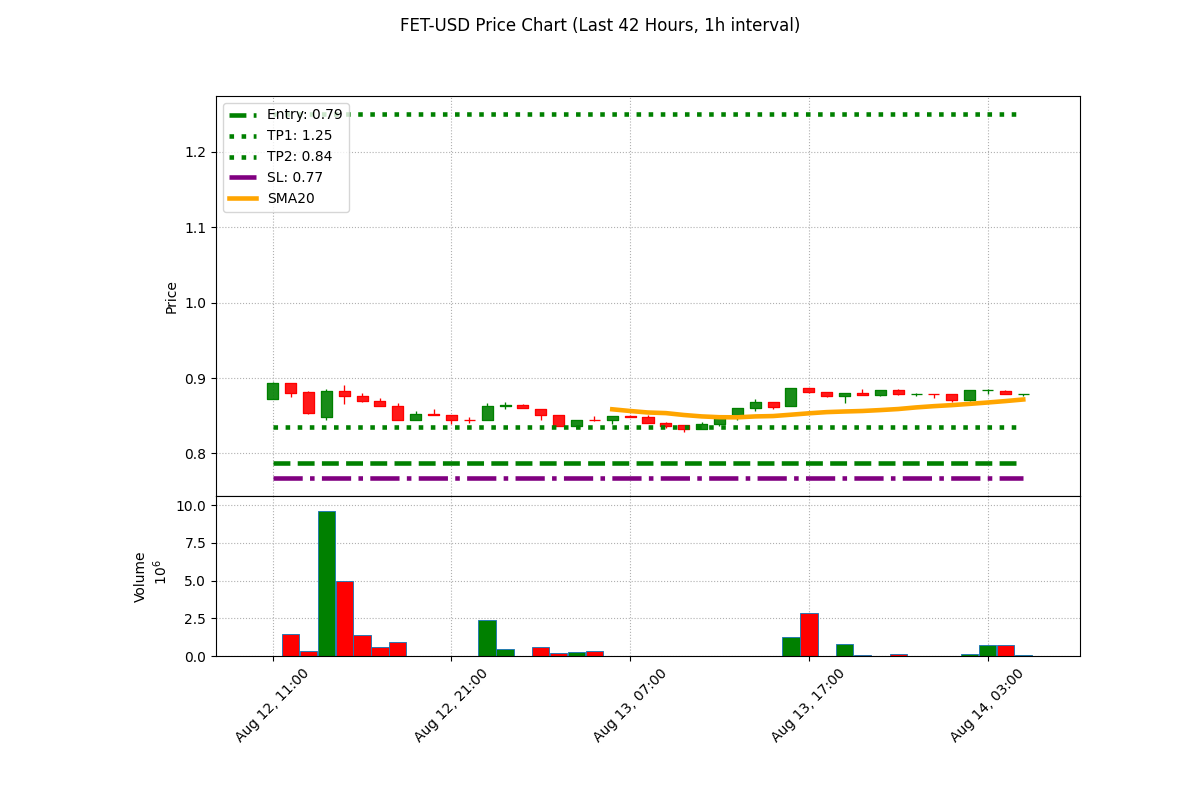 FET-USD Price Chart (Last 42 Hours, 1h interval)
Entry: 0.79
TP1: 1.25
TP2: 0.84
SL: 0.77
SMA20
1.2
1.1
1.0
0.9
0.8
Price
10.0
7.5
5.0
2.5
0.0
Volume
10⁶
Aug 12, 11:00
Aug 12, 21:00
Aug 13, 07:00
Aug 13, 17:00
Aug 14, 03:00